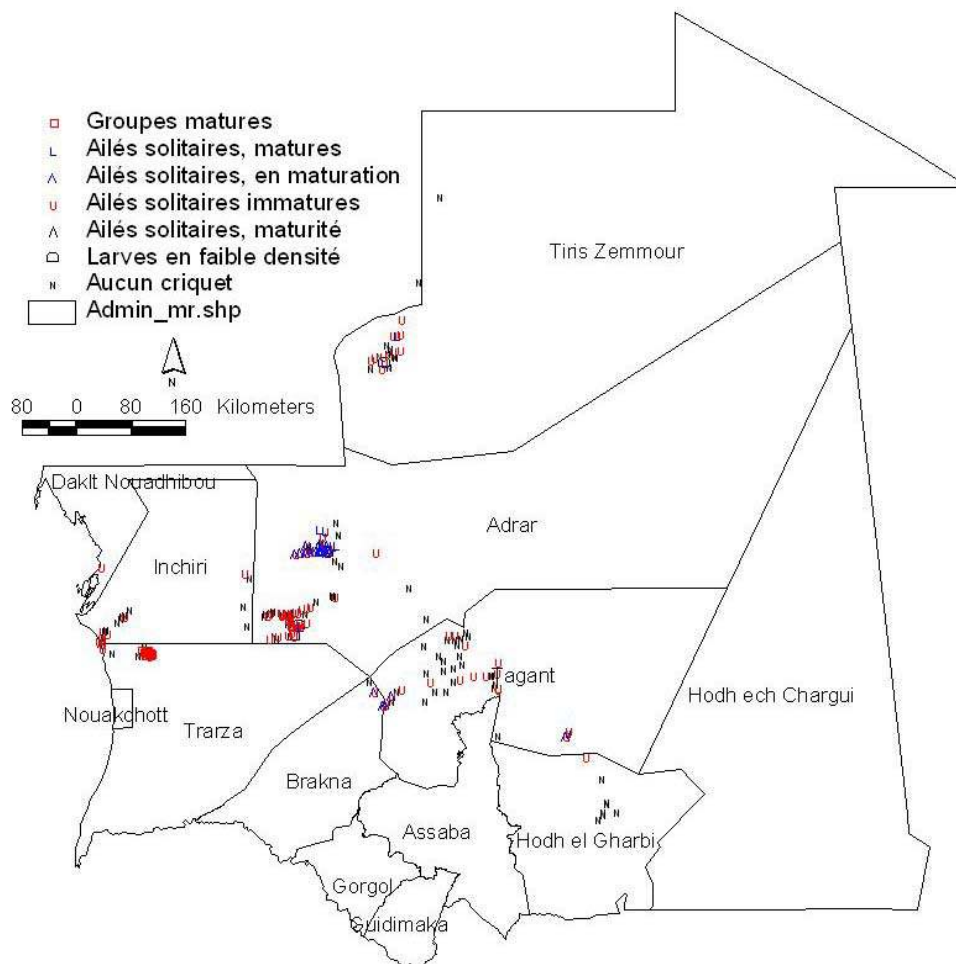 Groupes matures
Ailés solitaires, matures
Ailés solitaires, en maturation
Ailés solitaires immatures
Ailés solitaires, maturité
Larves en faible densité
N Aucun criquet
Admin_mr.shp
N
80 0 80 160 Kilometers
Tiris Zemmour
Daklt Nouadhibou
Adrar
Inchiri
Tagant
Hodh ech Chargui
Nouakchott
Trarza
Brakna
Assaba
Hodh el Gharbi
Gorgol
Guidimaka